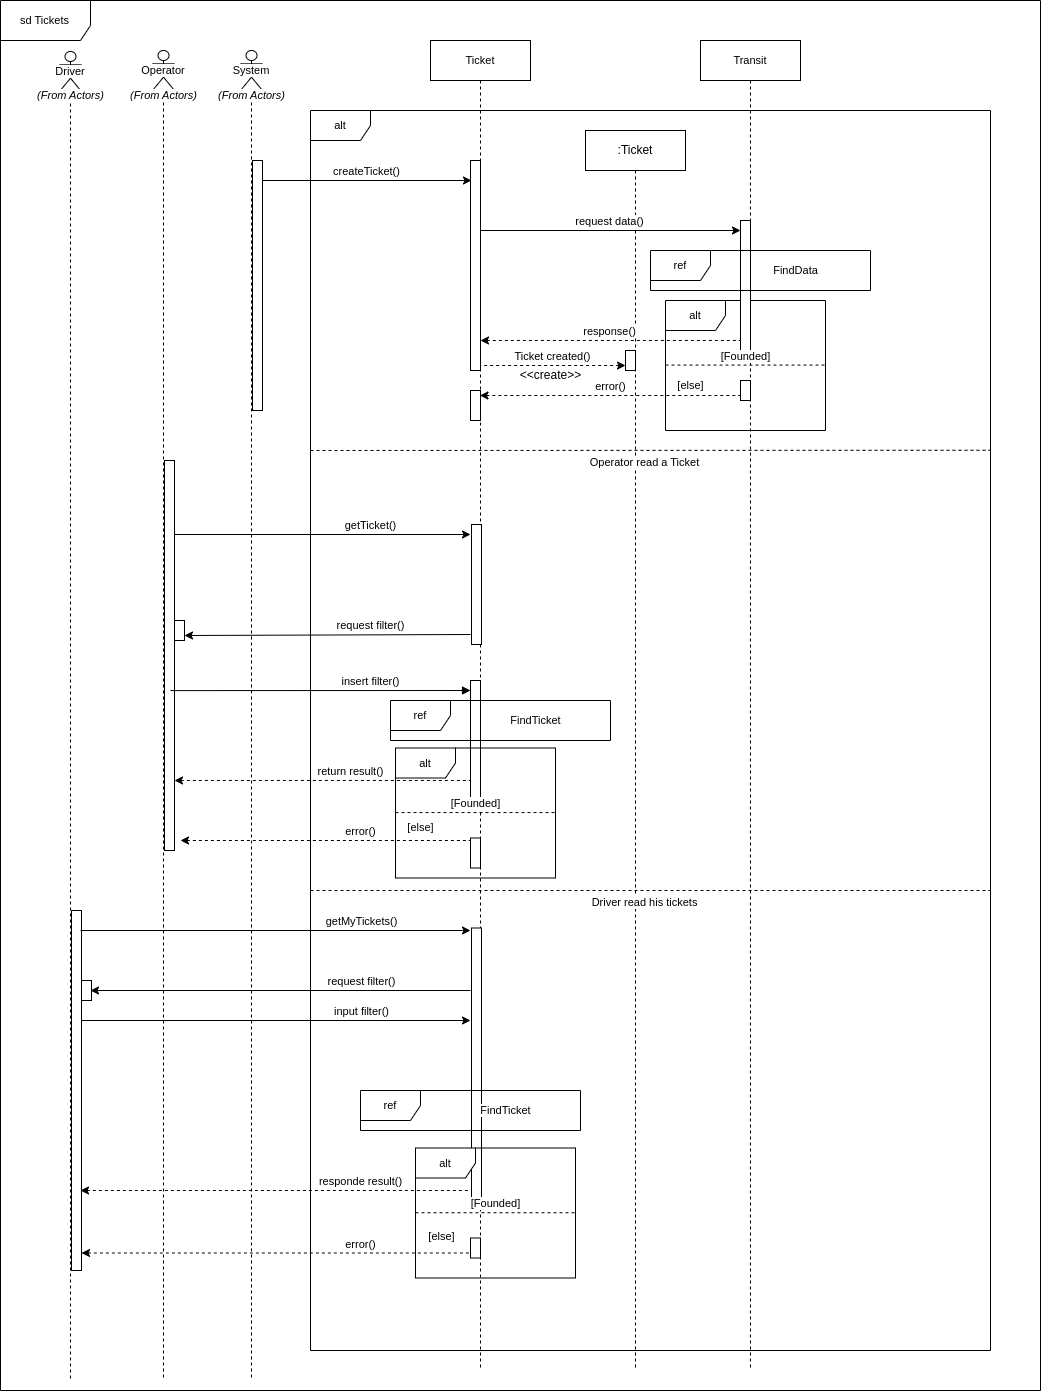 sd Tickets
Driver
(From Actors)
Operator
(From Actors)
System
(From Actors)
Ticket
Transit
alt
:Ticket
createTicket()
request data()
ref
FindData
alt
response()
Ticket created()
<<create>>
[Founded]
error()
[else]
Operator read a Ticket
getTicket()
request filter()
insert filter()
ref
FindTicket
alt
return result()
[Founded]
error()
[else]
Driver read his tickets
getMyTickets()
request filter()
input filter()
ref
FindTicket
alt
responde result()
[Founded]
error()
[else]